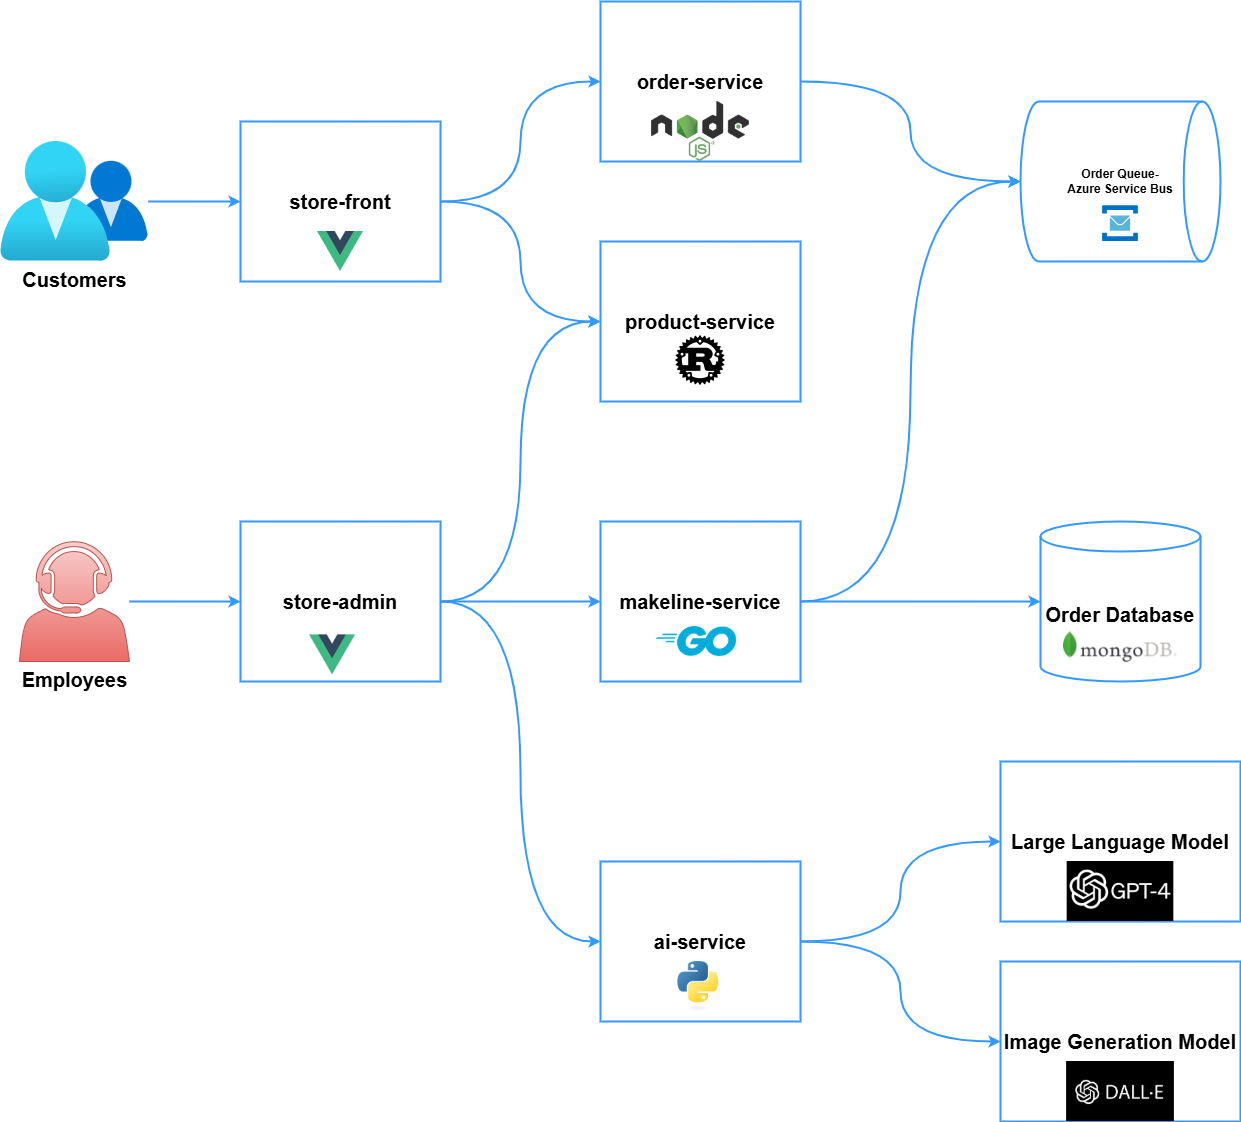 order-service
node
JS
Order Queue-
Azure Service Bus
store-front
Customers
product-service
R
store-admin
makeline-service
GO
Order Database
mongoDB
Employees
Large Language Model
GPT-4
ai-service
Image Generation Model
DALL·E